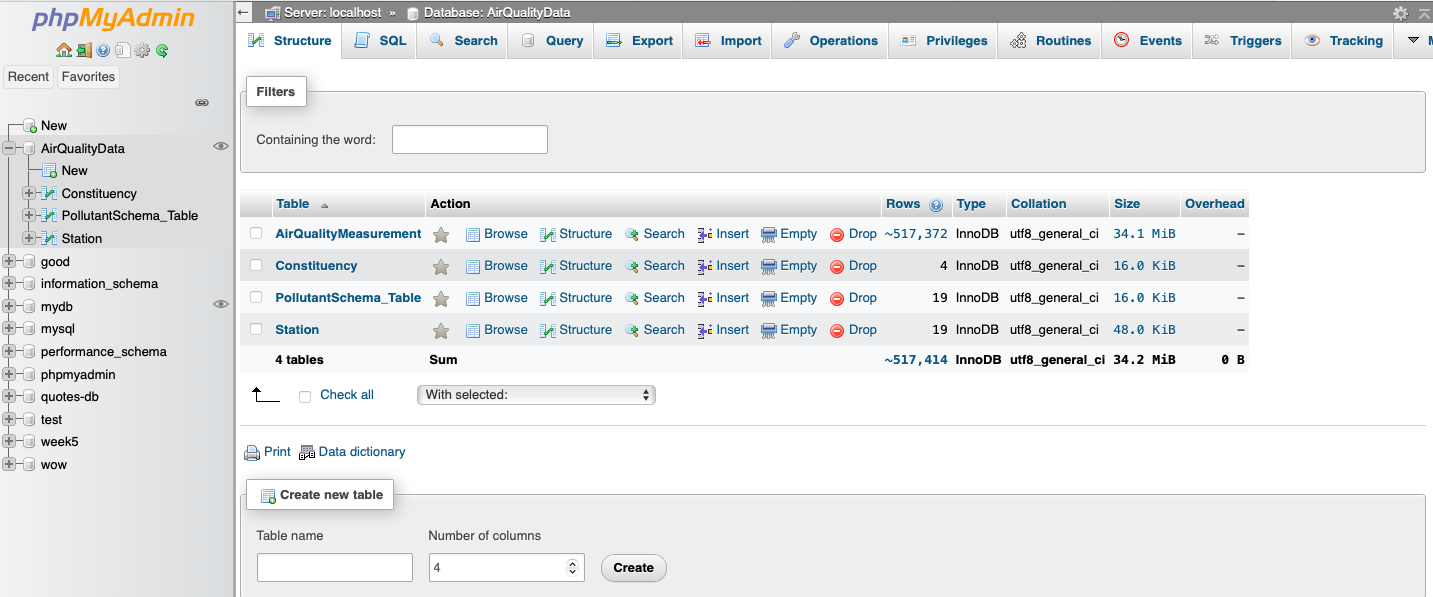 phpMyAdmin
Recent Favorites
New
AirQualityData
New
Constituency
PollutantSchema_Table
Station
good
information_schema
mydb
mysql
performance_schema
phpmyadmin
quotes-db
test
week5
wow
Server: localhost » Database: AirQualityData
Structure SQL Search Query Export Import Operations Privileges Routines Events Triggers Tracking
Filters
Containing the word:
Table Action Rows Type Collation Size Overhead
AirQualityMeasurement Browse Structure Search Insert Empty Drop ~517,372 InnoDB utf8_general_ci 34.1 MiB –
Constituency Browse Structure Search Insert Empty Drop 4 InnoDB utf8_general_ci 16.0 KiB –
PollutantSchema_Table Browse Structure Search Insert Empty Drop 19 InnoDB utf8_general_ci 16.0 KiB –
Station Browse Structure Search Insert Empty Drop 19 InnoDB utf8_general_ci 48.0 KiB –
4 tables Sum ~517,414 InnoDB utf8_general_ci 34.2 MiB 0 B
Check all With selected:
Print Data dictionary
Create new table
Table name Number of columns
4 Create